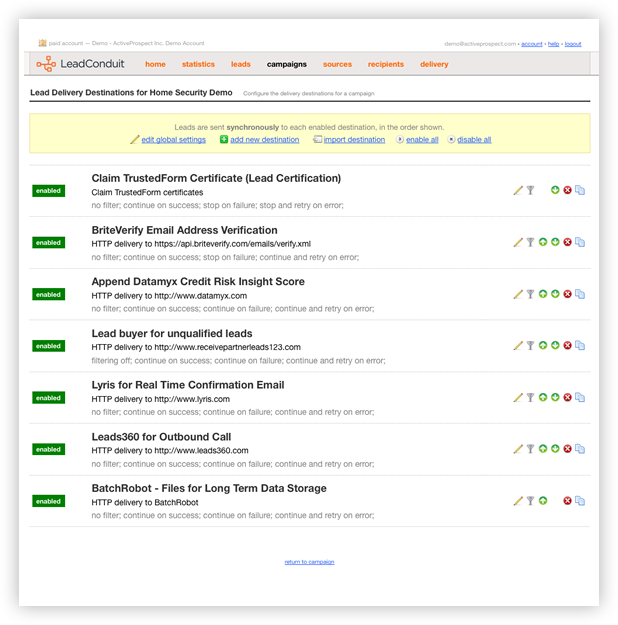 paid account — Demo - ActiveProspect Inc. Demo Account
demo@activeprospect.com • account • help • logout
LeadConduit home statistics leads campaigns sources recipients delivery
Lead Delivery Destinations for Home Security Demo Configure the delivery destinations for a campaign
Leads are sent synchronously to each enabled destination, in the order shown.
edit global settings add new destination import destination enable all disable all
Claim TrustedForm Certificate (Lead Certification)
enabled Claim TrustedForm certificates
no filter; continue on success; stop on failure; stop and retry on error;
BriteVerify Email Address Verification
enabled HTTP delivery to https://api.briteverify.com/emails/verify.xml
no filter; continue on success; stop on failure; continue and retry on error;
Append Datamyx Credit Risk Insight Score
enabled HTTP delivery to http://www.datamyx.com
no filter; continue on success; continue on failure; continue and retry on error;
Lead buyer for unqualified leads
enabled HTTP delivery to http://www.receivepartnerleads123.com
filtering off; continue on success; continue on failure; continue and retry on error;
Lyris for Real Time Confirmation Email
enabled HTTP delivery to http://www.lyris.com
no filter; continue on success; continue on failure; continue and retry on error;
Leads360 for Outbound Call
enabled HTTP delivery to http://www.leads360.com
no filter; continue on success; continue on failure; continue and retry on error;
BatchRobot - Files for Long Term Data Storage
enabled HTTP delivery to BatchRobot
no filter; continue on success; continue on failure; continue and retry on error;
return to campaign